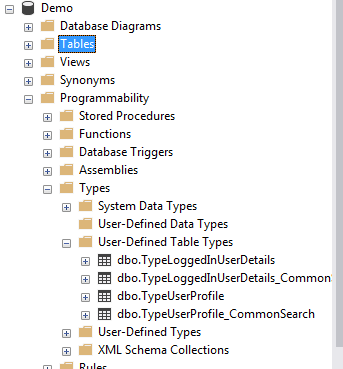 Demo
Database Diagrams
Tables
Views
Synonyms
Programmability
Stored Procedures
Functions
Database Triggers
Assemblies
Types
System Data Types
User-Defined Data Types
User-Defined Table Types
dbo.TypeLoggedInUserDetails
dbo.TypeLoggedInUserDetails_Common
dbo.TypeUserProfile
dbo.TypeUserProfile_CommonSearch
User-Defined Types
XML Schema Collections
Rules